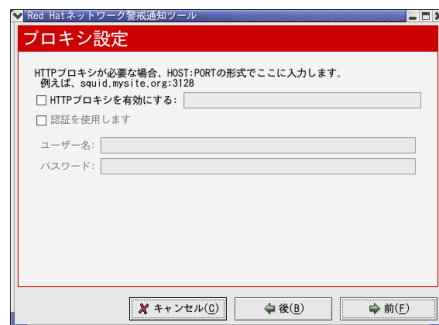 Red Hatネットワーク警戒通知ツール
プロキシ設定
HTTPプロキシが必要な場合、HOST:PORTの形式でここに入力します。
例えば、squid.mysite.org:3128
HTTPプロキシを有効にする:
認証を使用します
ユーザー名:
パスワード:
キャンセル(C) 後(B) 前(F)